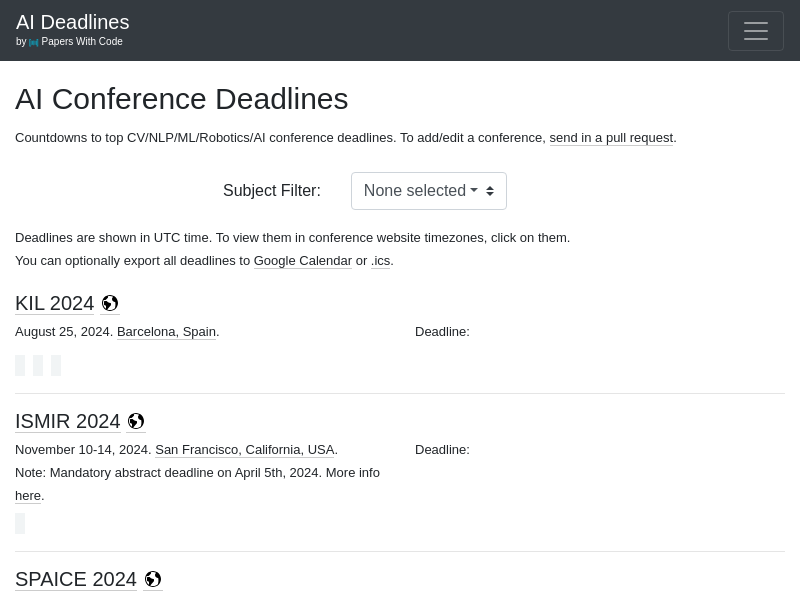 AI Deadlines
by Papers With Code
AI Conference Deadlines
Countdowns to top CV/NLP/ML/Robotics/AI conference deadlines. To add/edit a conference, send in a pull request.
Subject Filter: None selected
Deadlines are shown in UTC time. To view them in conference website timezones, click on them.
You can optionally export all deadlines to Google Calendar or .ics.
KIL 2024
August 25, 2024. Barcelona, Spain. Deadline:
ISMIR 2024
November 10-14, 2024. San Francisco, California, USA. Deadline:
Note: Mandatory abstract deadline on April 5th, 2024. More info
here.
SPAICE 2024